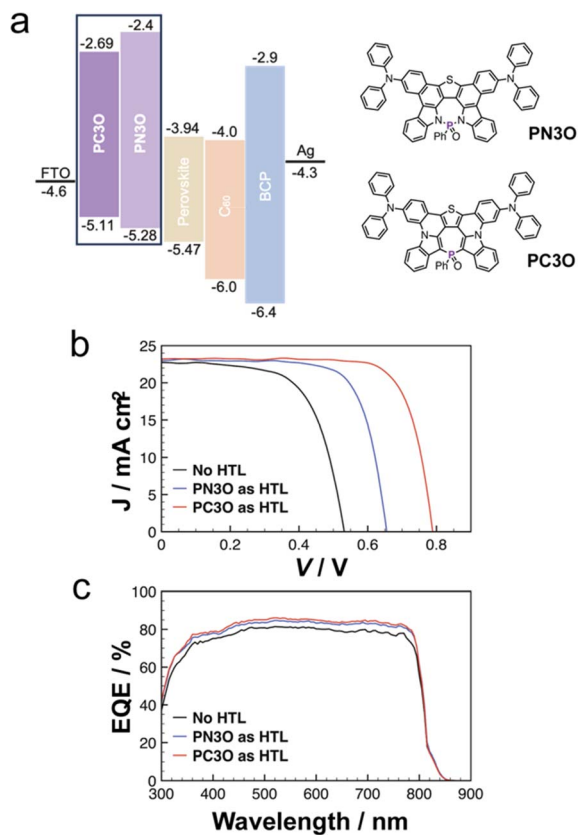 a
-2.69
-2.4
PC3O
PN3O
FTO
-4.6
-5.11
-5.28
-3.94
Perovskite
-5.47
-4.0
C60
-6.0
-2.9
BCP
-6.4
Ag
-4.3
N
S
N
N
P
N
Ph
O
PN3O
N
S
N
N
N
Ph
P
O
PC3O
b
25
20
15
10
5
0
J / mA cm²
No HTL
PN3O as HTL
PC3O as HTL
0
0.2
0.4
0.6
0.8
V / V
c
100
80
60
40
20
0
EQE / %
No HTL
PN3O as HTL
PC3O as HTL
300
400
500
600
700
800
900
Wavelength / nm